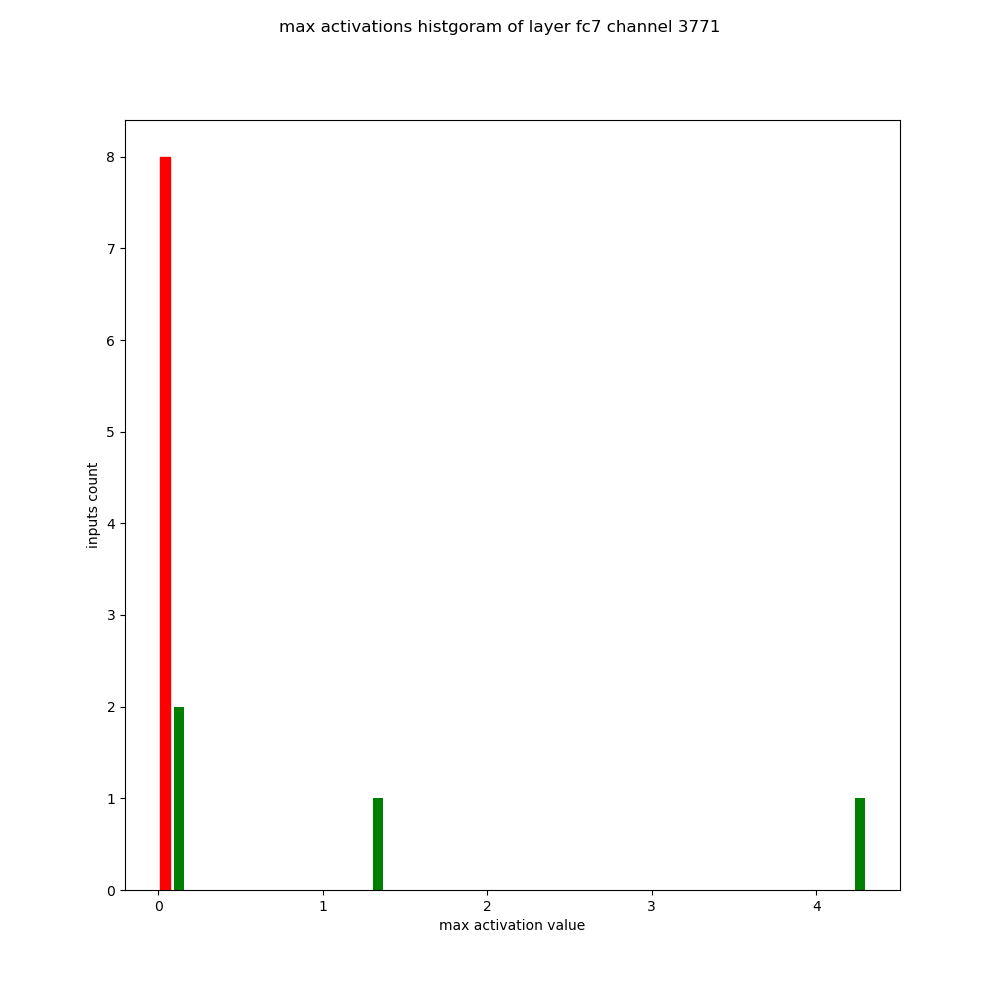 max activations histgoram of layer fc7 channel 3771
8
7
6
5
4
3
2
1
0
inputs count
0 1 2 3 4
max activation value